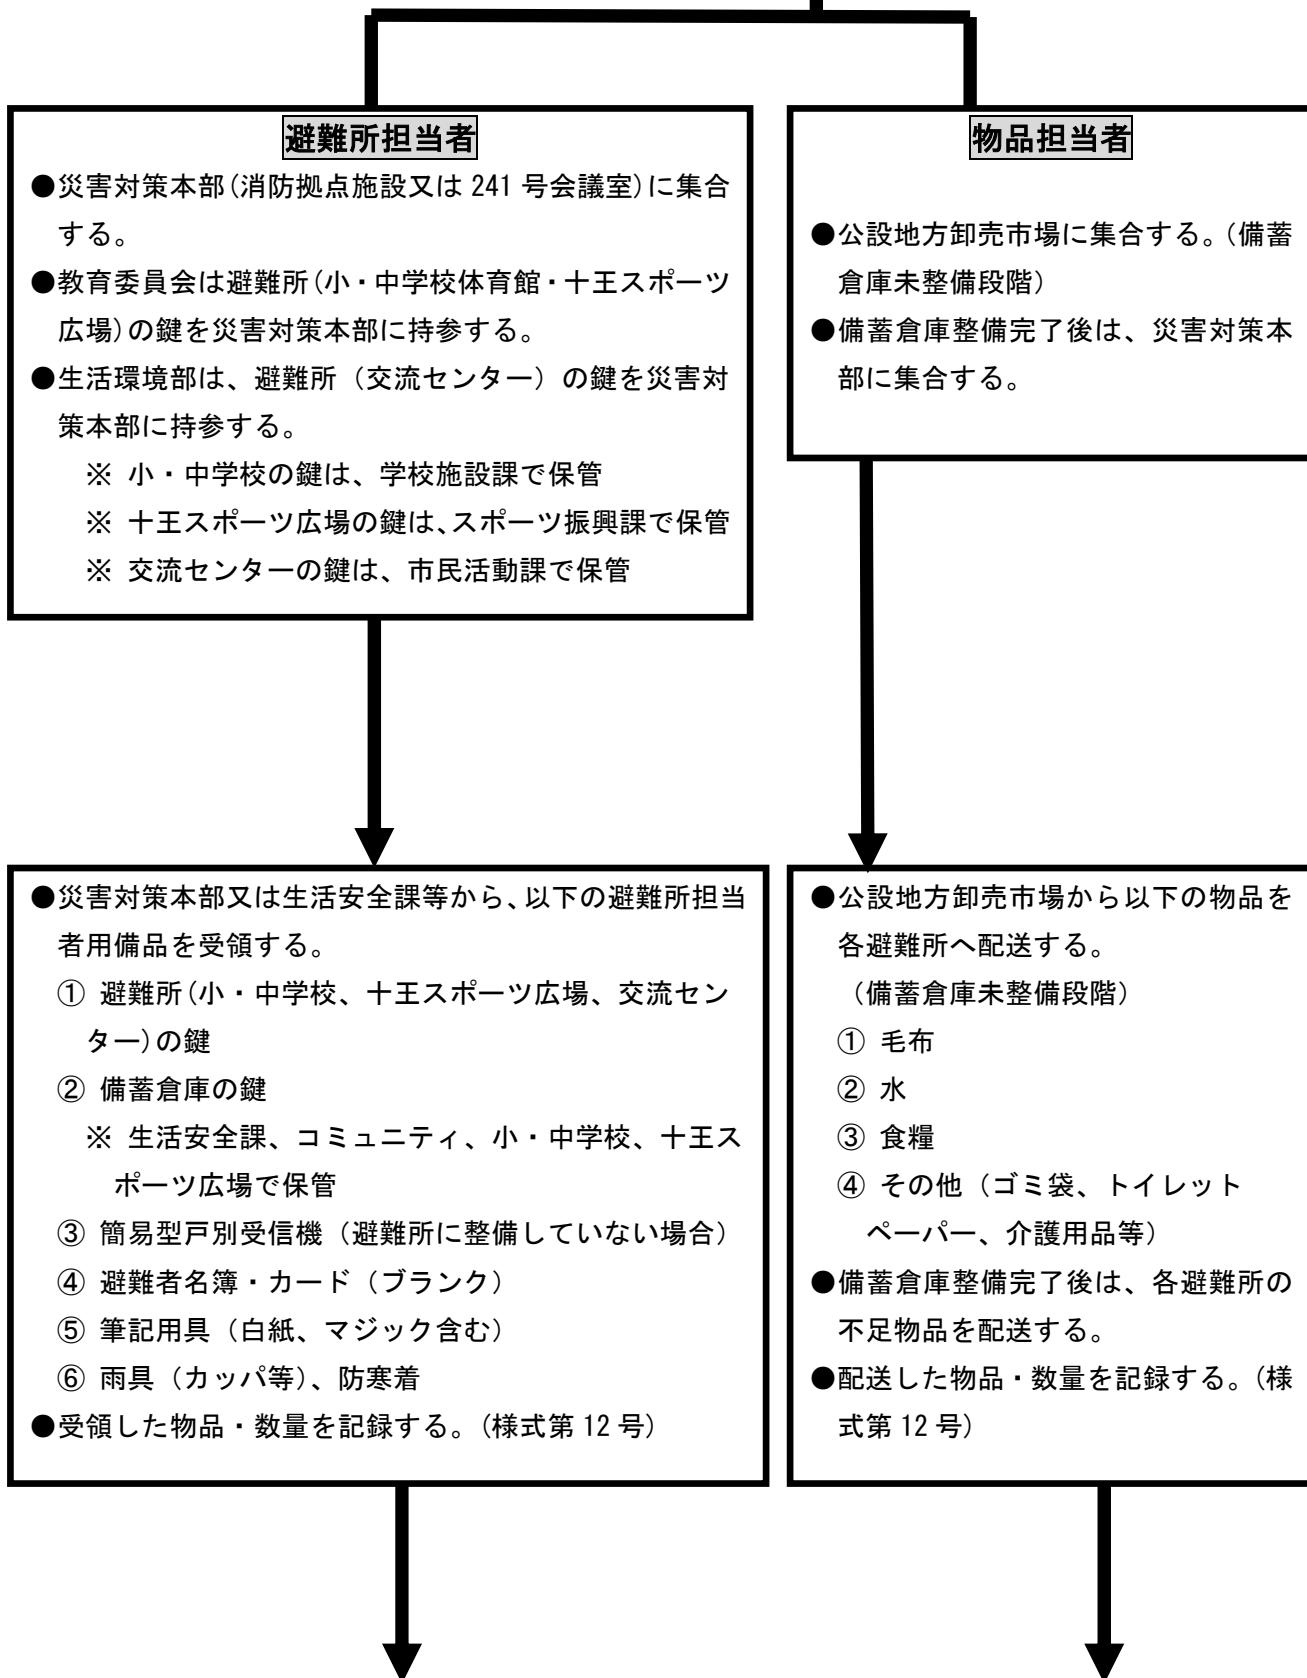 避難所担当者
●災害対策本部(消防拠点施設又は 241 号会議室)に集合
する。
●教育委員会は避難所(小・中学校体育館・十王スポーツ
広場)の鍵を災害対策本部に持参する。
●生活環境部は、避難所（交流センター）の鍵を災害対
策本部に持参する。
※ 小・中学校の鍵は、学校施設課で保管
※ 十王スポーツ広場の鍵は、スポーツ振興課で保管
※ 交流センターの鍵は、市民活動課で保管
物品担当者
●公設地方卸売市場に集合する。(備蓄
倉庫未整備段階)
●備蓄倉庫整備完了後は、災害対策本
部に集合する。
●災害対策本部又は生活安全課等から、以下の避難所担当
者用備品を受領する。
① 避難所(小・中学校、十王スポーツ広場、交流セン
ター)の鍵
② 備蓄倉庫の鍵
※ 生活安全課、コミュニティ、小・中学校、十王ス
ポーツ広場で保管
③ 簡易型戸別受信機（避難所に整備していない場合）
④ 避難者名簿・カード（ブランク）
⑤ 筆記用具（白紙、マジック含む）
⑥ 雨具（カッパ等）、防寒着
●受領した物品・数量を記録する。(様式第 12 号)
●公設地方卸売市場から以下の物品を
各避難所へ配送する。
（備蓄倉庫未整備段階）
① 毛布
② 水
③ 食糧
④ その他（ゴミ袋、トイレット
ペーパー、介護用品等）
●備蓄倉庫整備完了後は、各避難所の
不足物品を配送する。
●配送した物品・数量を記録する。(様
式第 12 号)